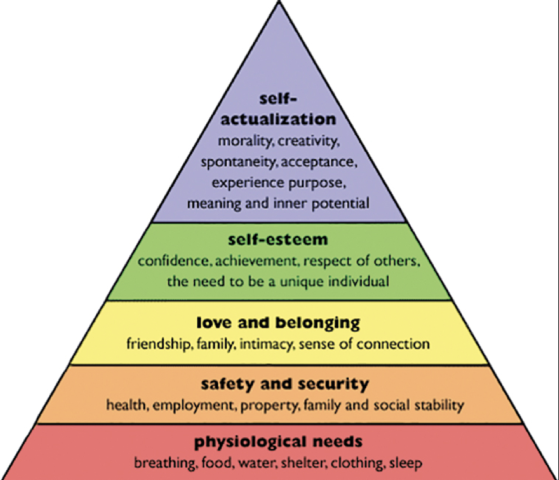 self-
actualization
morality, creativity,
spontaneity, acceptance,
experience purpose,
meaning and inner potential
self-esteem
confidence, achievement, respect of others,
the need to be a unique individual
love and belonging
friendship, family, intimacy, sense of connection
safety and security
health, employment, property, family and social stability
physiological needs
breathing, food, water, shelter, clothing, sleep